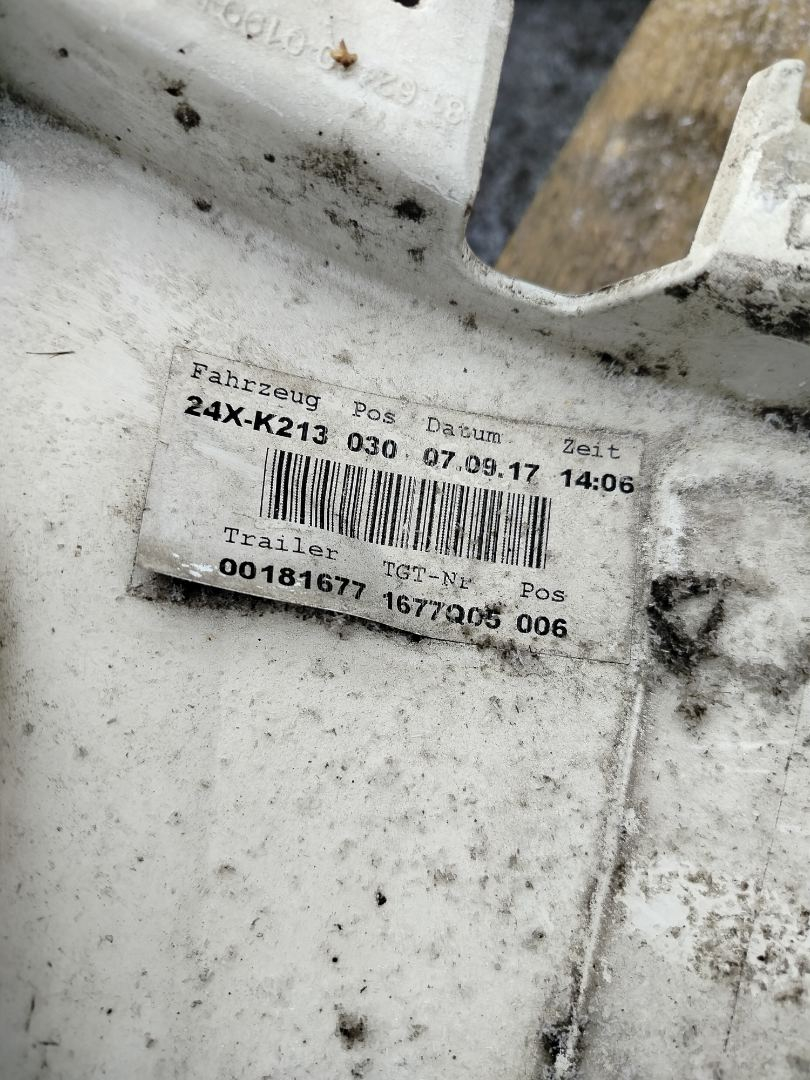 Fahrzeug Pos Datum Zeit
24X-K213 030 07.09.17 14:06
Trailer TGT-Nr Pos
00181677 1677Q05 006